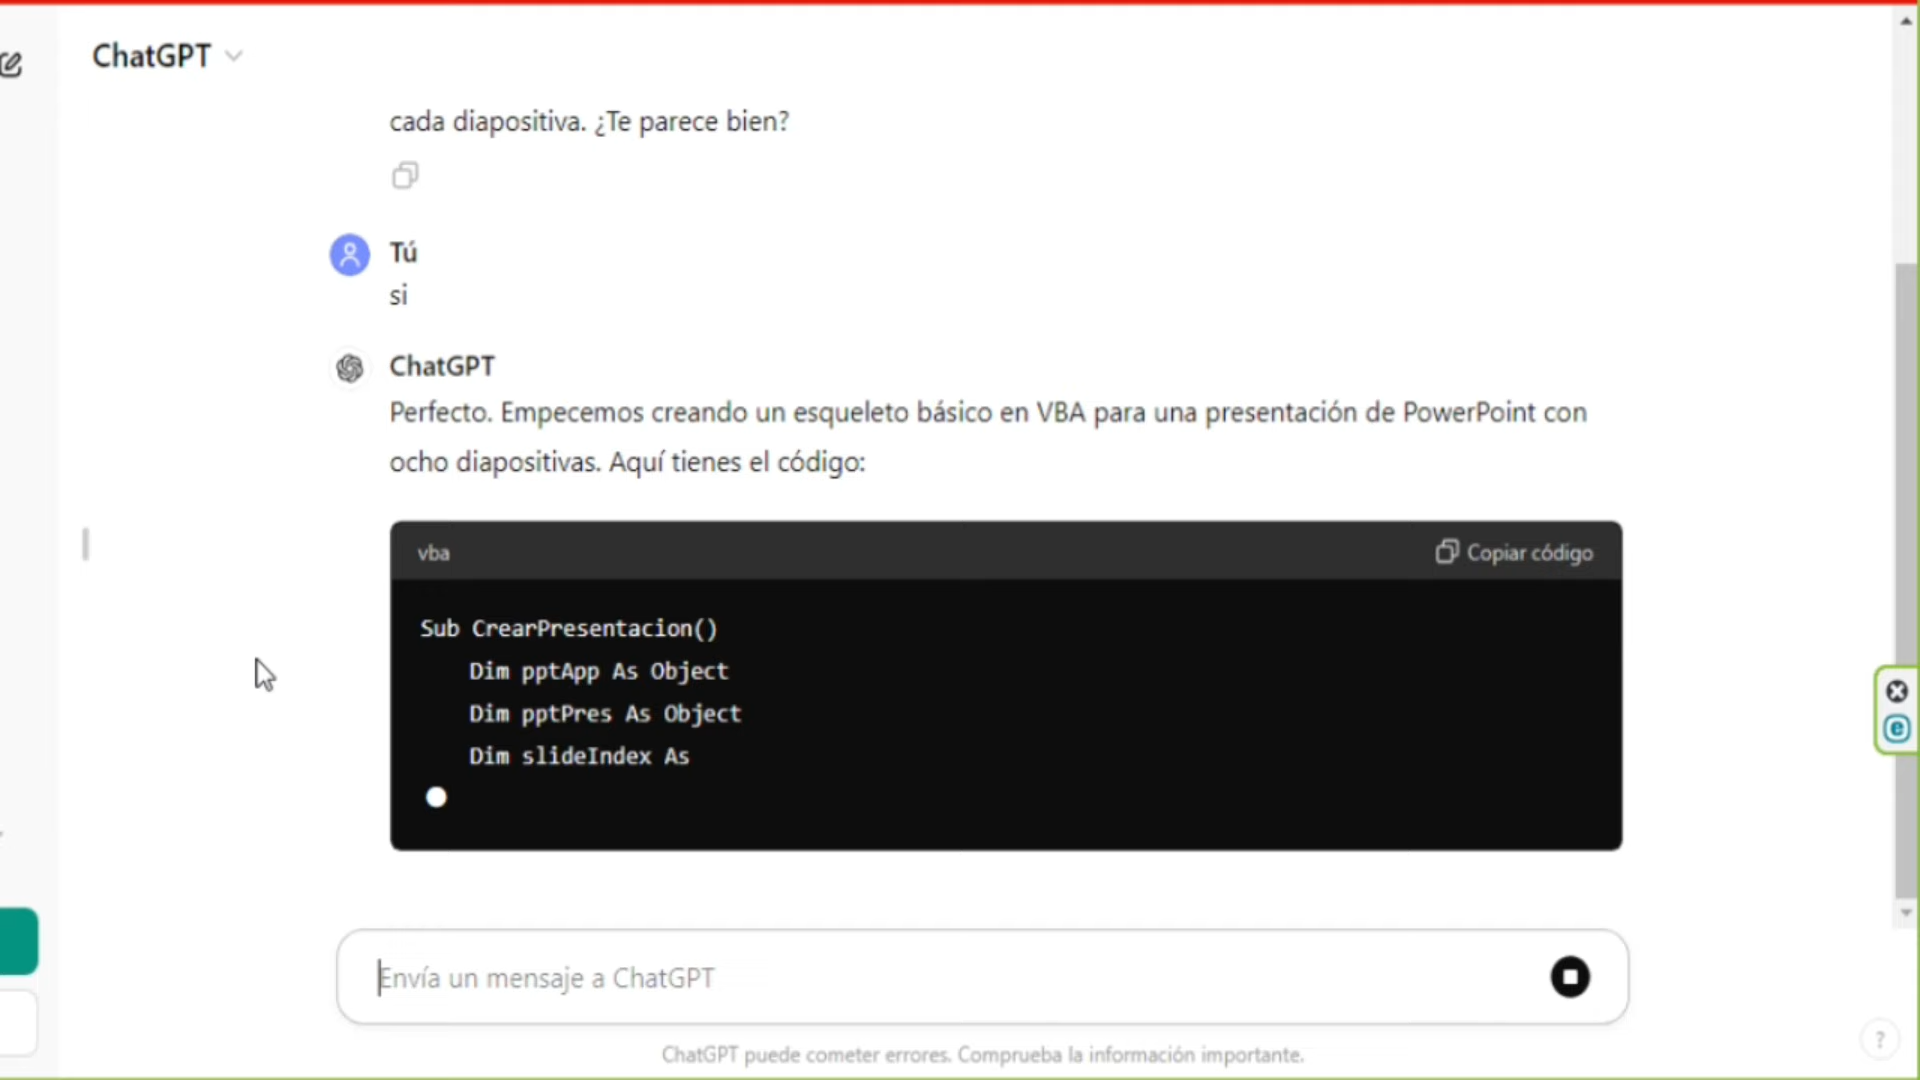 ChatGPT
cada diapositiva. ¿Te parece bien?
Tú
si
ChatGPT
Perfecto. Empecemos creando un esqueleto básico en VBA para una presentación de PowerPoint con
ocho diapositivas. Aquí tienes el código:
vba
Copiar código
Sub CrearPresentacion()
Dim pptApp As Object
Dim pptPres As Object
Dim slideIndex As
Envía un mensaje a ChatGPT
ChatGPT puede cometer errores. Comprueba la información importante.
?